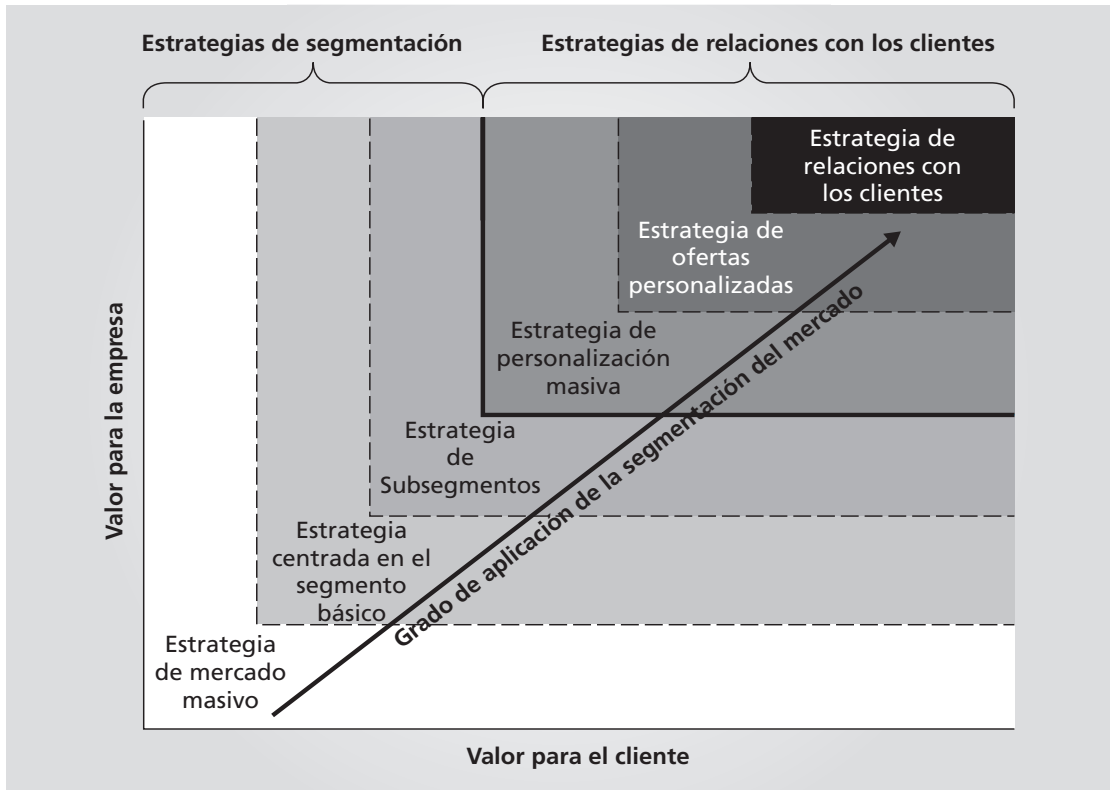 Estrategias de segmentación
Estrategias de relaciones con los clientes
Estrategia de
relaciones con
los clientes
Estrategia de
ofertas
personalizadas
Estrategia de
personalización
masiva
Estrategia
de
Subsegmentos
Estrategia
centrada en el
segmento
básico
Estrategia
de mercado
masivo
Grado de aplicación de la segmentación del mercado
Valor para la empresa
Valor para el cliente